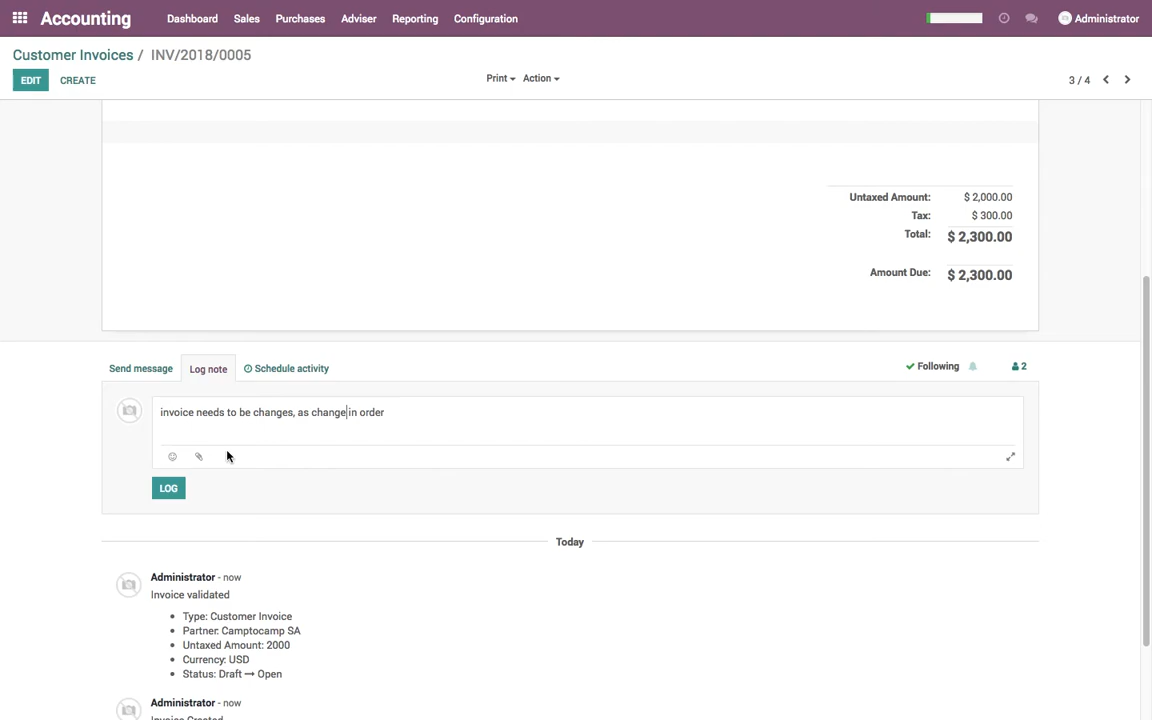 Accounting Dashboard Sales Purchases Adviser Reporting Configuration Administrator
Customer Invoices / INV/2018/0005
EDIT CREATE Print Action 3 / 4
Untaxed Amount: $ 2,000.00
Tax: $ 300.00
Total: $ 2,300.00
Amount Due: $ 2,300.00
Send message Log note Schedule activity Following 2
invoice needs to be changes, as change in order
LOG
Today
Administrator - now
Invoice validated
• Type: Customer Invoice
• Partner: Camptocamp SA
• Untaxed Amount: 2000
• Currency: USD
• Status: Draft → Open
Administrator - now
Invoice Created